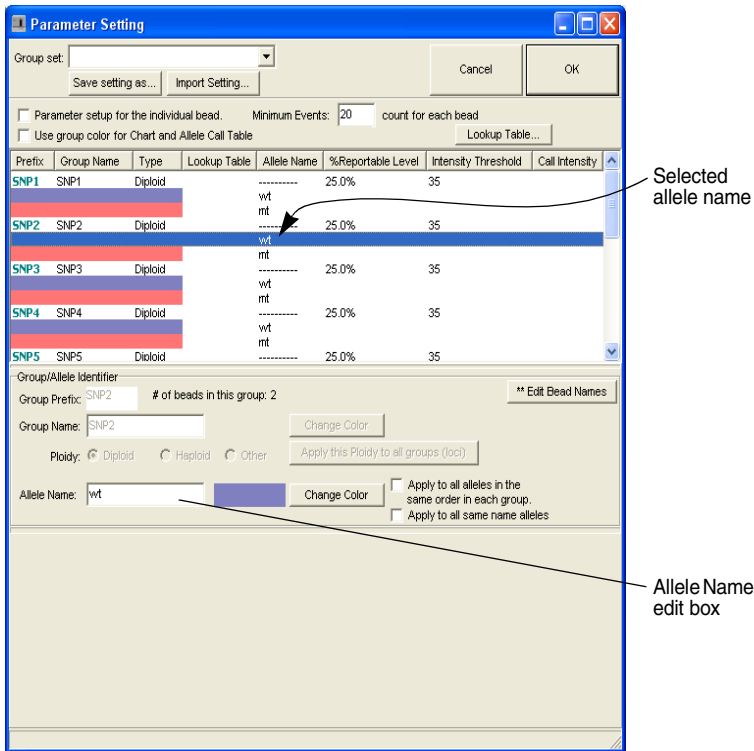 Parameter Setting
Group set:
Save setting as... Import Setting... Cancel OK
Parameter setup for the individual bead. Minimum Events: 20 count for each bead
Use group color for Chart and Allele Call Table Lookup Table...
Prefix Group Name Type Lookup Table Allele Name %Reportable Level Intensity Threshold Call Intensity
SNP1 SNP1 Diploid ---------- 25.0% 35
wt
mt
SNP2 SNP2 Diploid ---------- 25.0% 35
wt
mt
SNP3 SNP3 Diploid ---------- 25.0% 35
wt
mt
SNP4 SNP4 Diploid ---------- 25.0% 35
wt
mt
SNP5 SNP5 Diploid ---------- 25.0% 35
Selected
allele name
Group/Allele Identifier
Group Prefix: SNP2 # of beads in this group: 2 ** Edit Bead Names
Group Name: SNP2 Change Color
Ploidy: Diploid Haploid Other Apply this Ploidy to all groups (loci)
Allele Name: wt Change Color
Apply to all alleles in the
same order in each group.
Apply to all same name alleles
Allele Name
edit box